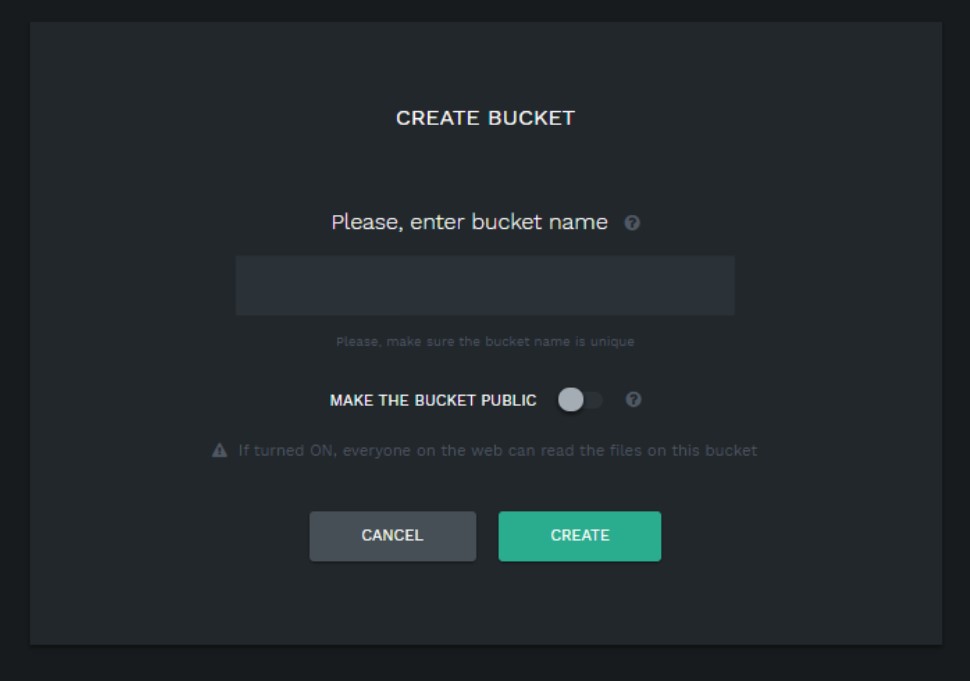 CREATE BUCKET
Please, enter bucket name
Please, make sure the bucket name is unique
MAKE THE BUCKET PUBLIC
If turned ON, everyone on the web can read the files on this bucket
CANCEL CREATE